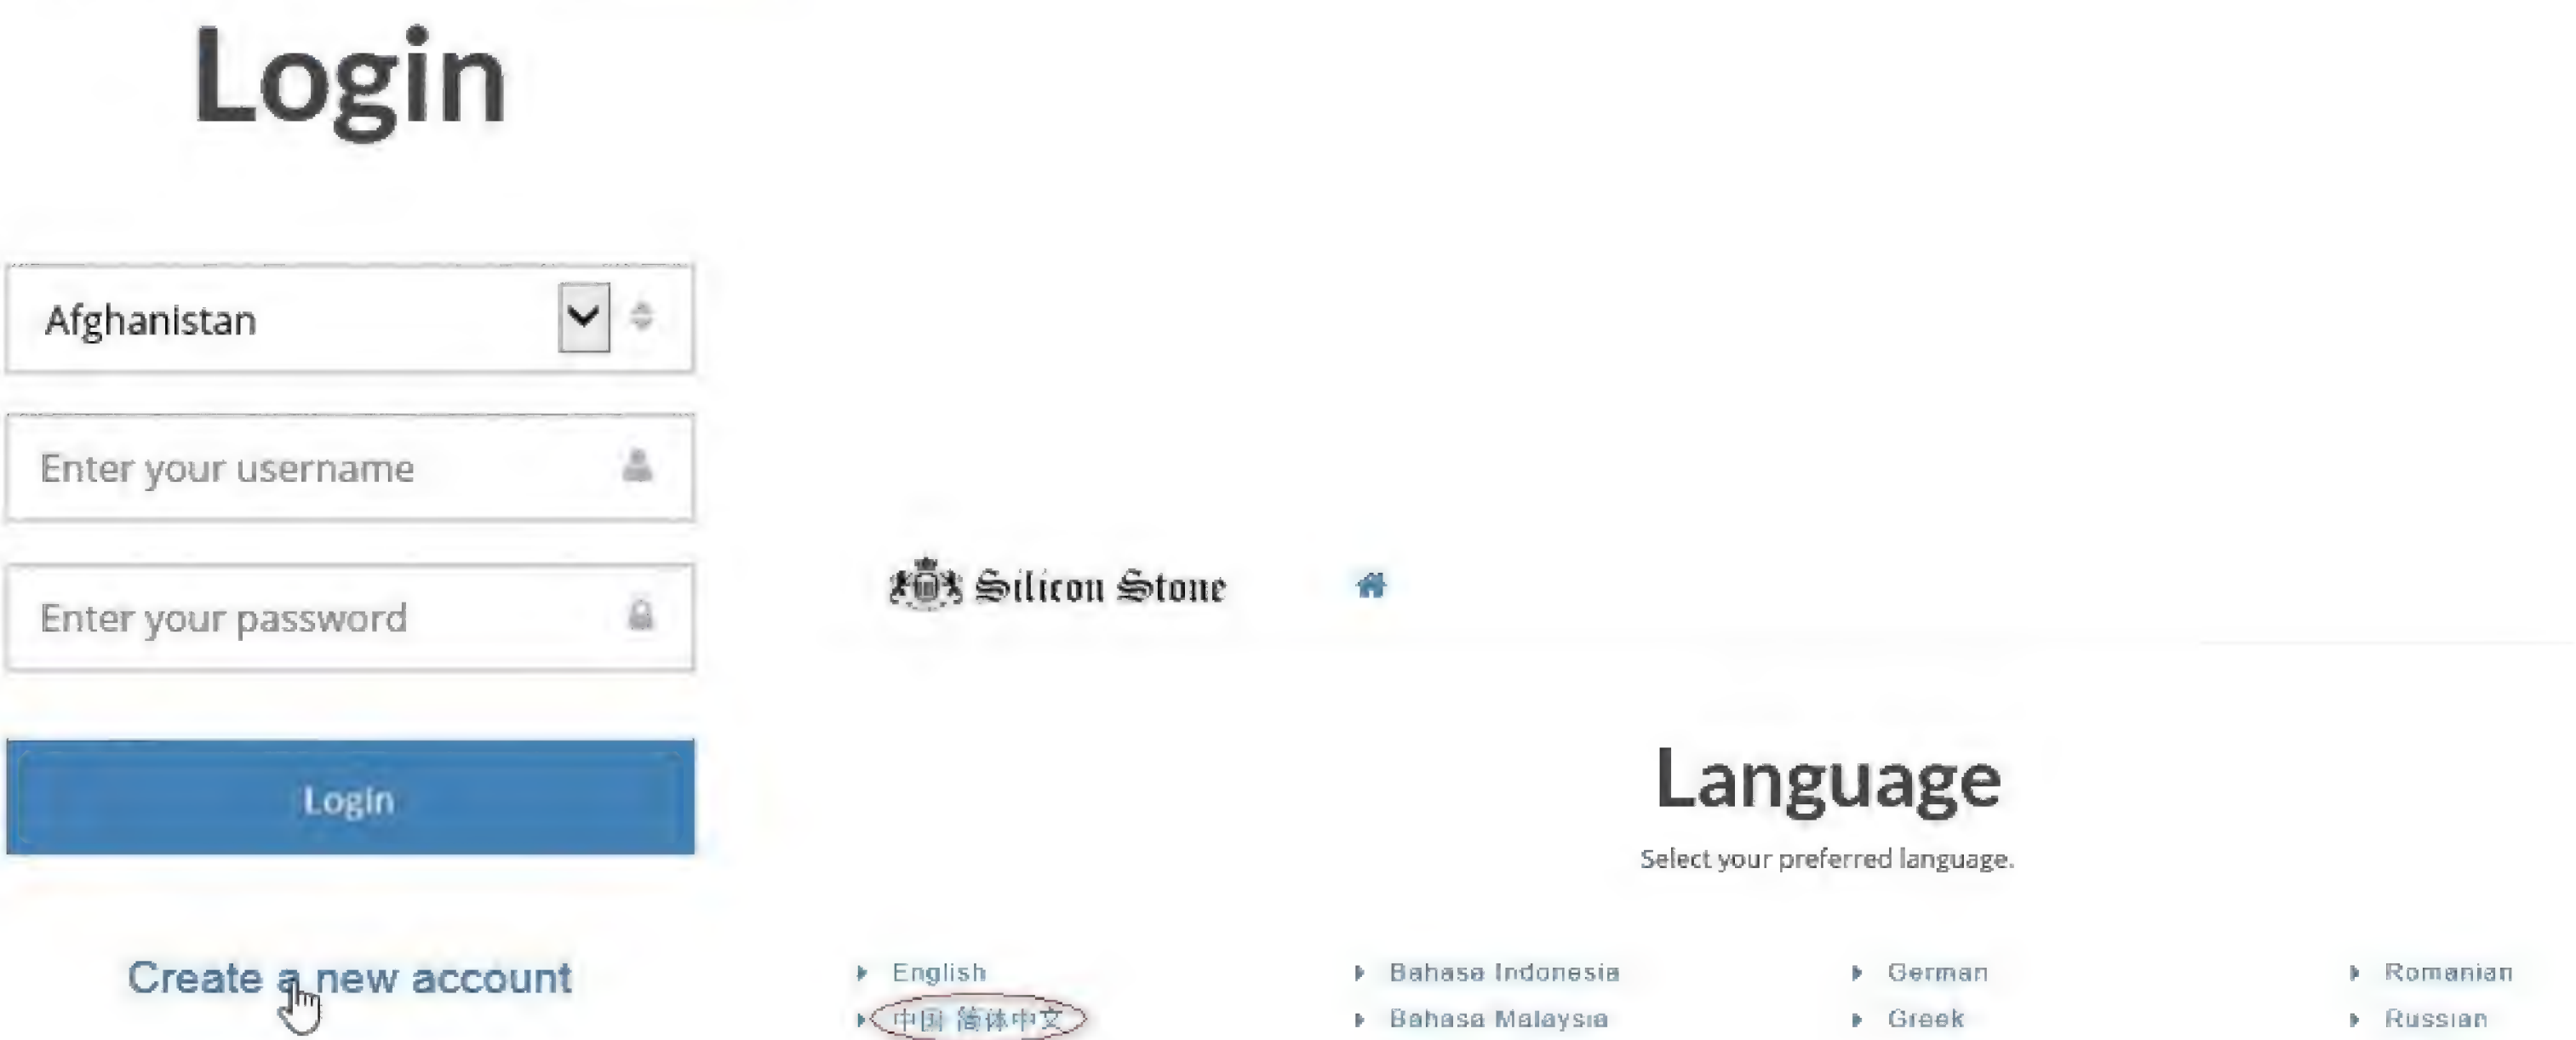 Login
Afghanistan
Enter your username
Enter your password
Login
Create a new account
Silicon Stone
Language
Select your preferred language.
English
Bahasa Indonesia
German
Romanian
中国 简体中文
Bahasa Malaysia
Greek
Russian